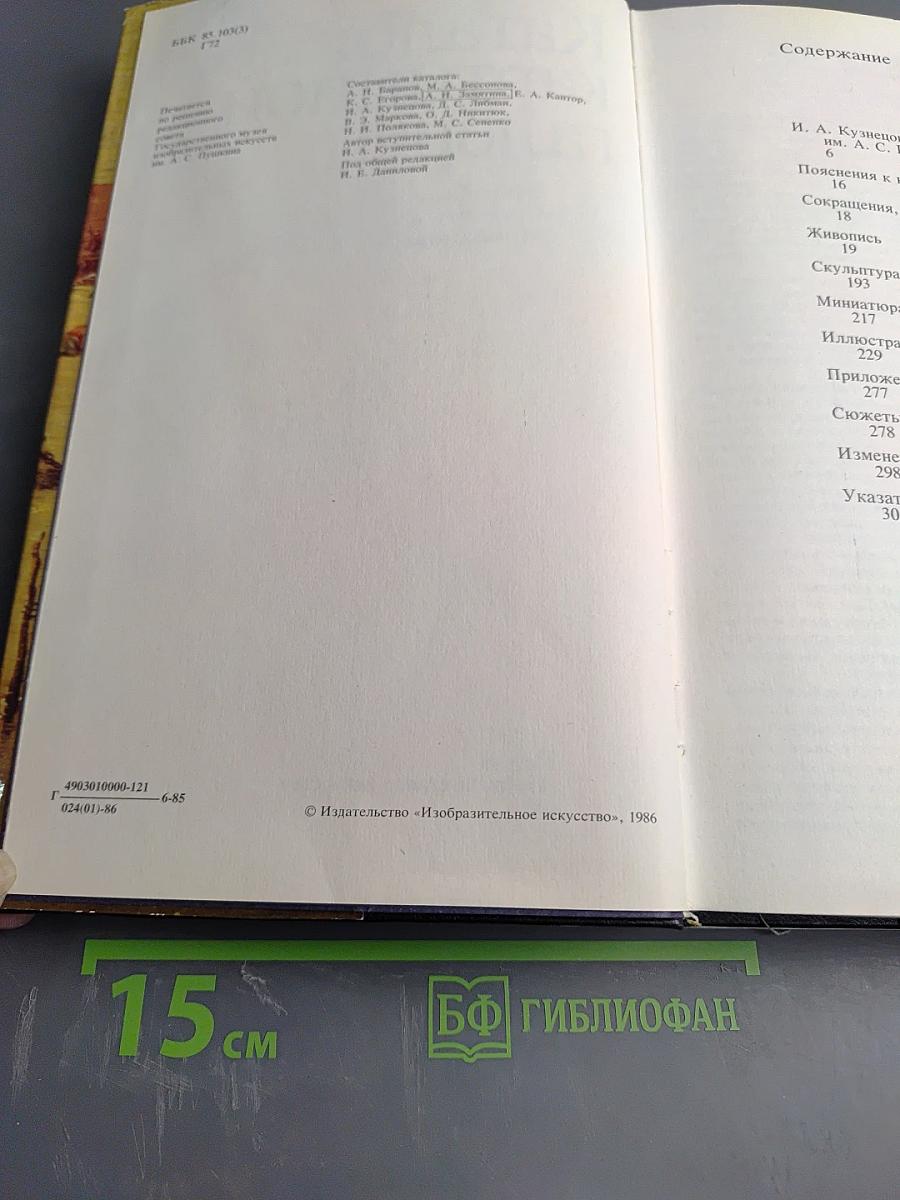 ББК 85.103(3)
Г72
Печатается
по решению
редакционного
совета
Государственного музея
изобразительных искусств
им. А. С. Пушкина
Составители каталога:
А. Н. Баранов, М. А. Бессонова,
К. С. Егорова, А. Н. Замятина, Е. А. Кантор,
И. А. Кузнецова, Д. С. Либман,
В. Э. Маркова, О. Д. Никитюк,
Н. И. Полякова, М. С. Сененко
Автор вступительной статьи
И. А. Кузнецова
Под общей редакцией
И. Е. Даниловой
Г 4903010000-121
024(01)-86
6-85
© Издательство «Изобразительное искусство», 1986
Содержание
И. А. Кузнецо
им. А. С.
6
Пояснения к
16
Сокращения,
18
Живопись
19
Скульптура
193
Миниатюр
217
Иллюстра
229
Приложе
277
Сюжеты
278
Измене
298
Указат
30
15 см
БФ ГИБЛИОФАН